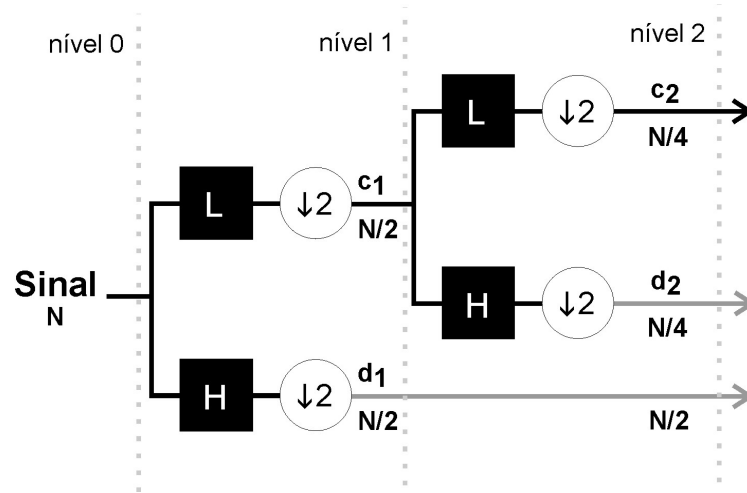 nível 0
nível 1
nível 2
L
↓2
c2
N/4
L
↓2
c1
N/2
Sinal
N
H
↓2
d2
N/4
H
↓2
d1
N/2
N/2